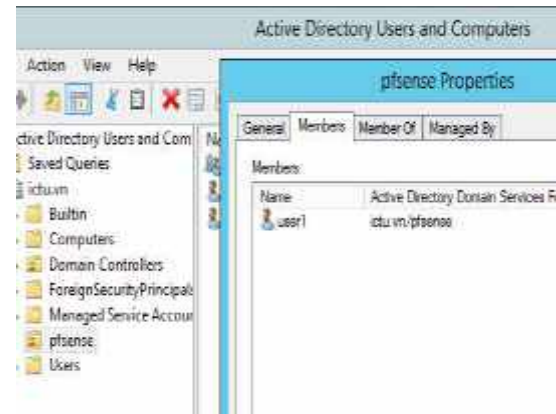 Active Directory Users and Computers
Action View Help
pfsense Properties
General Members Member Of Managed By
ctive Directory Users and Com
Saved Queries
ictu.vn
Builtin
Computers
Domain Controllers
ForeignSecurityPrincipals
Managed Service Accour
pfsense
Users
Members:
Name Active Directory Domain Services F
user1 ictu.vn/pfsense